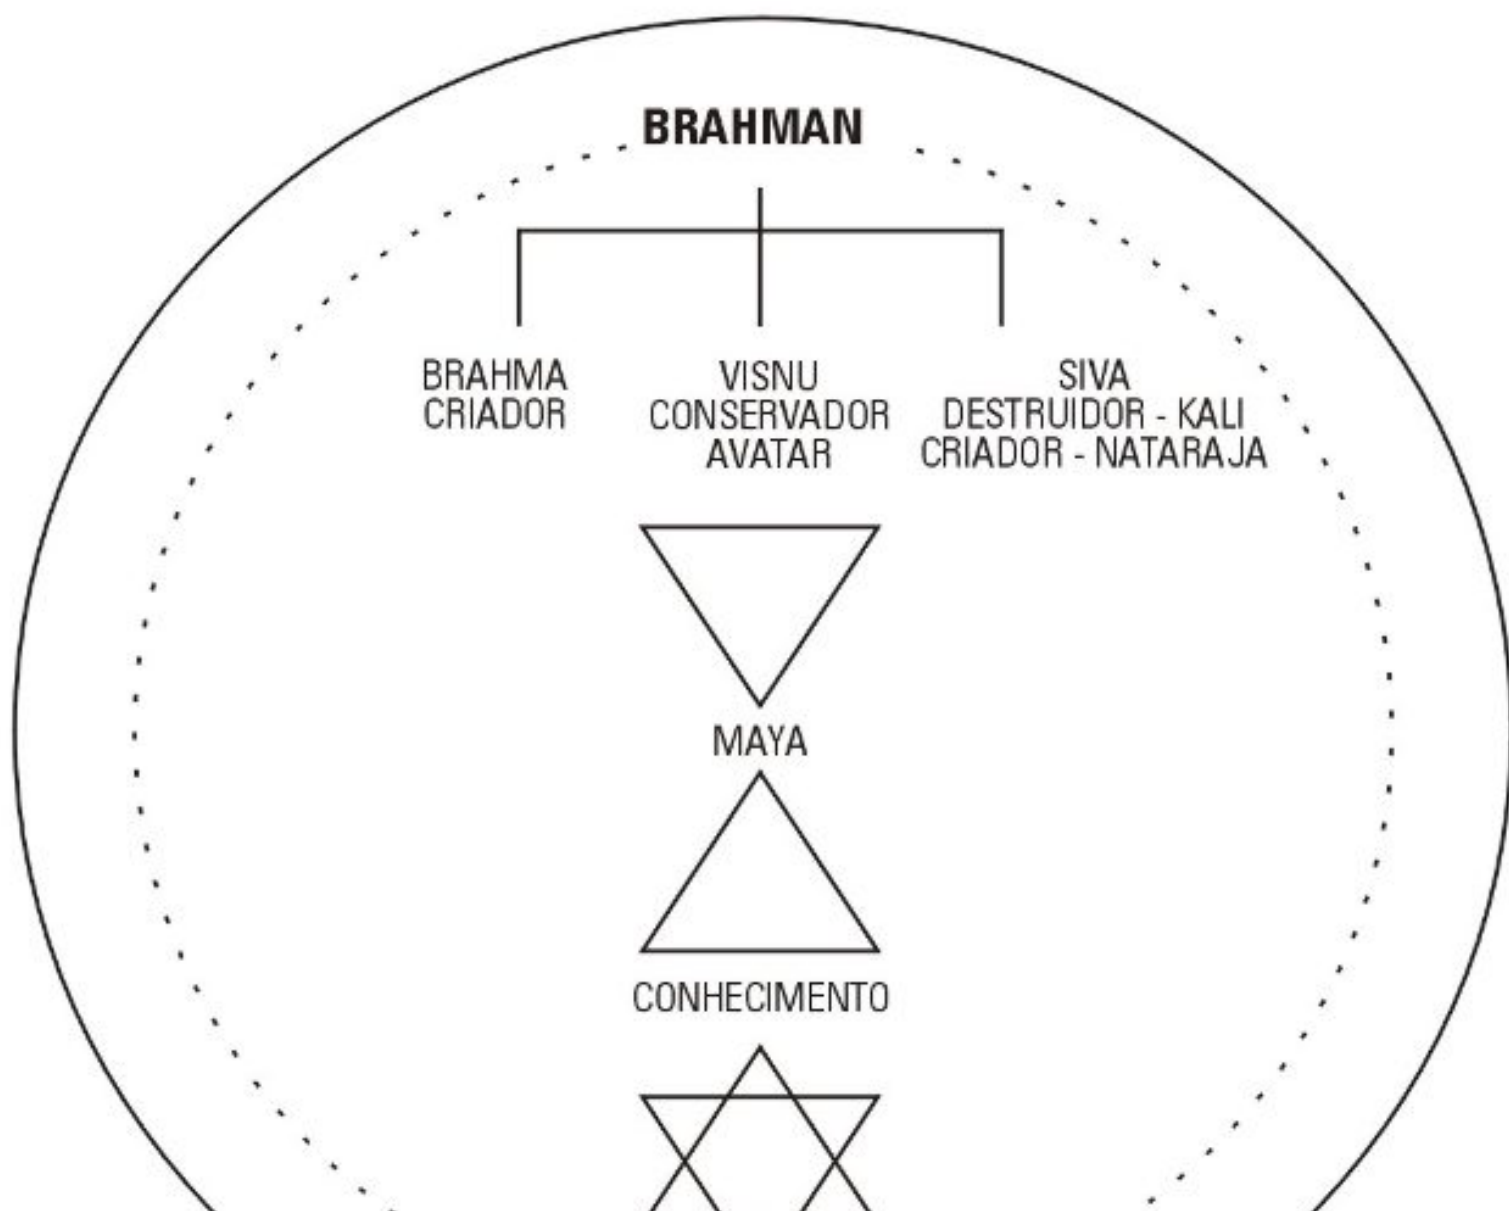 BRAHMAN
BRAHMA
CRIADOR
VISNU
CONSERVADOR
AVATAR
SIVA
DESTRUIDOR - KALI
CRIADOR - NATARAJA
MAYA
CONHECIMENTO